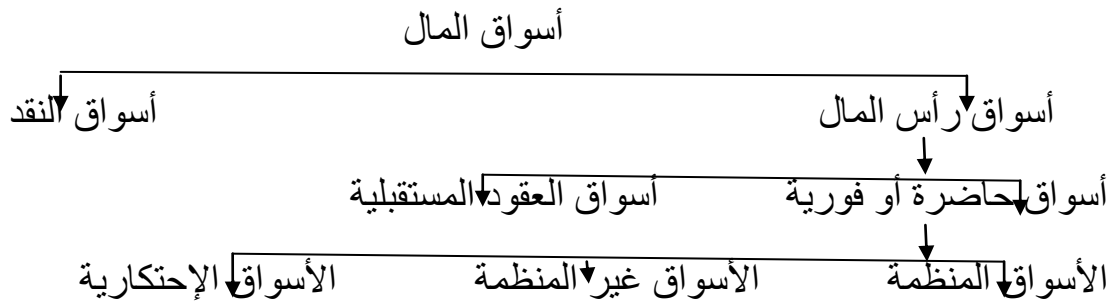 أسواق المال
أسواق رأس المال أسواق النقد
أسواق حاضرة أو فورية أسواق العقود المستقبلية
الأسواق المنظمة الأسواق غير المنظمة الأسواق الإحتكارية